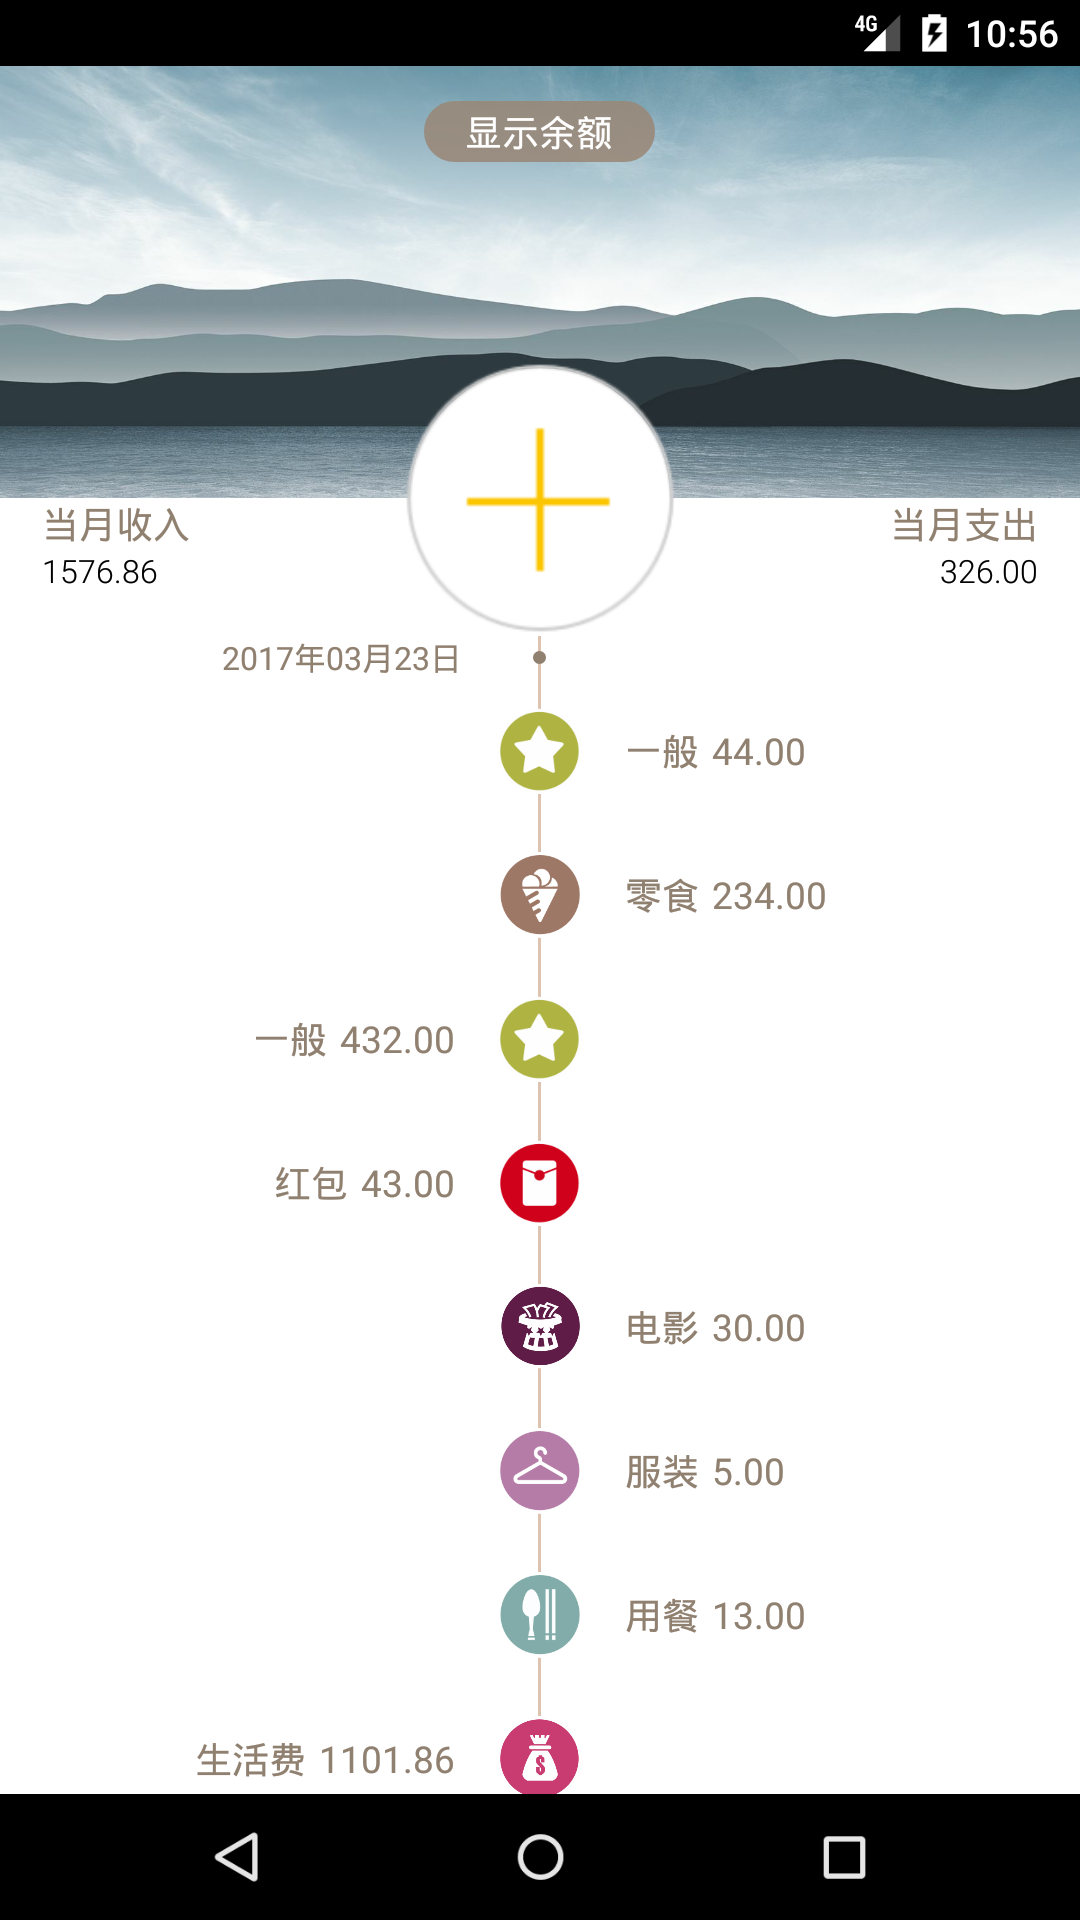 4G 10:56
显示余额
当月收入 当月支出
1576.86 326.00
2017年03月23日
一般 44.00
零食 234.00
一般 432.00
红包 43.00
电影 30.00
服装 5.00
用餐 13.00
生活费 1101.86